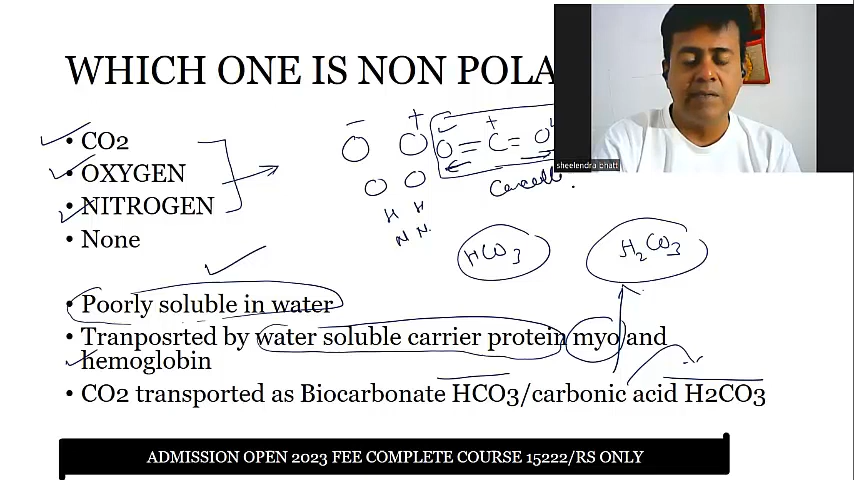 WHICH ONE IS NON POLA
• CO2
• OXYGEN
• NITROGEN
• None
O O O = C = O
O O
H H
N N
HCO3
H2CO3
sheelendra bhatt
• Poorly soluble in water
• Tranposrted by water soluble carrier protein myo and
hemoglobin
• CO2 transported as Biocarbonate HCO3/carbonic acid H2CO3
ADMISSION OPEN 2023 FEE COMPLETE COURSE 15222/RS ONLY